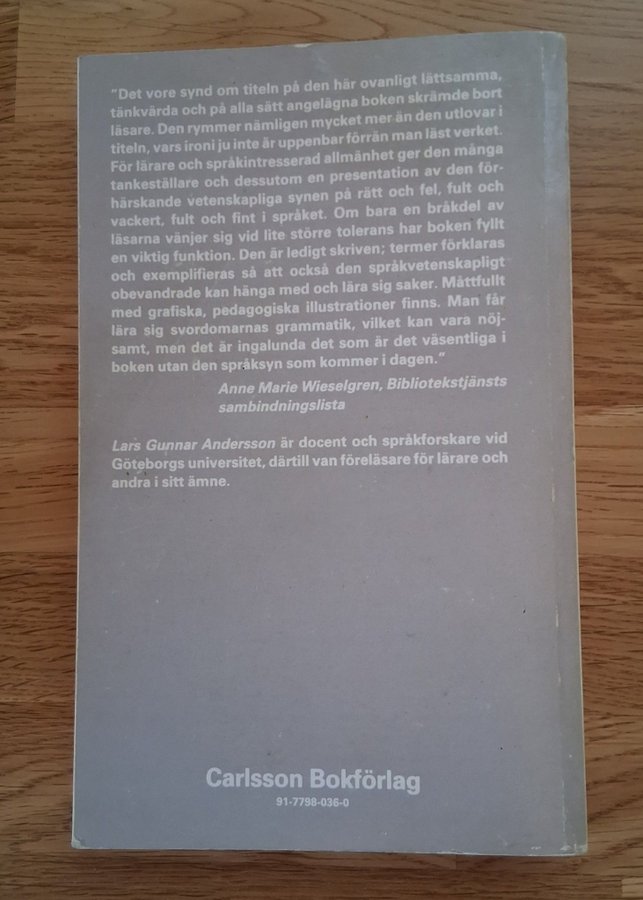 "Det vore synd om titeln på den här ovanligt lättsamma,
tänkvärda och på alla sätt angelägna boken skrämde bort
läsare. Den rymmer nämligen mycket mer än den utlovar i
titeln, vars ironi ju inte är uppenbar förrän man läst verket.
För lärare och språkintresserad allmänhet ger den många
tankeställare och dessutom en presentation av den för-
härskande vetenskapliga synen på rätt och fel, fult och
vackert, fult och fint i språket. Om bara en bråkdel av
läsarna vänjer sig vid lite större tolerans har boken fyllt
en viktig funktion. Den är ledigt skriven; termer förklaras
och exemplifieras så att också den språkvetenskapligt
obevandrade kan hänga med och lära sig saker. Måttfullt
med grafiska, pedagogiska illustrationer finns. Man får
lära sig svordomarnas grammatik, vilket kan vara nöj-
samt, men det är ingalunda det som är det väsentliga i
boken utan den språksyn som kommer i dagen."
Anne Marie Wieselgren, Bibliotekstjänsts
sambindningslista
Lars Gunnar Andersson är docent och språkforskare vid
Göteborgs universitet, därtill van föreläsare för lärare och
andra i sitt ämne.
Carlsson Bokförlag
91-7798-036-0